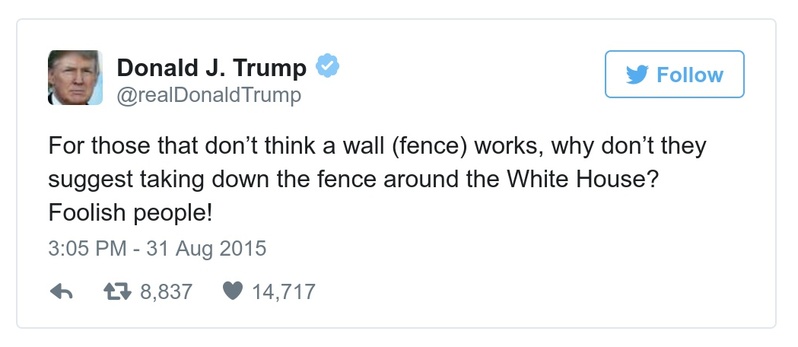 Donald J. Trump
@realDonaldTrump
Follow
For those that don’t think a wall (fence) works, why don’t they
suggest taking down the fence around the White House?
Foolish people!
3:05 PM - 31 Aug 2015
8,837 14,717